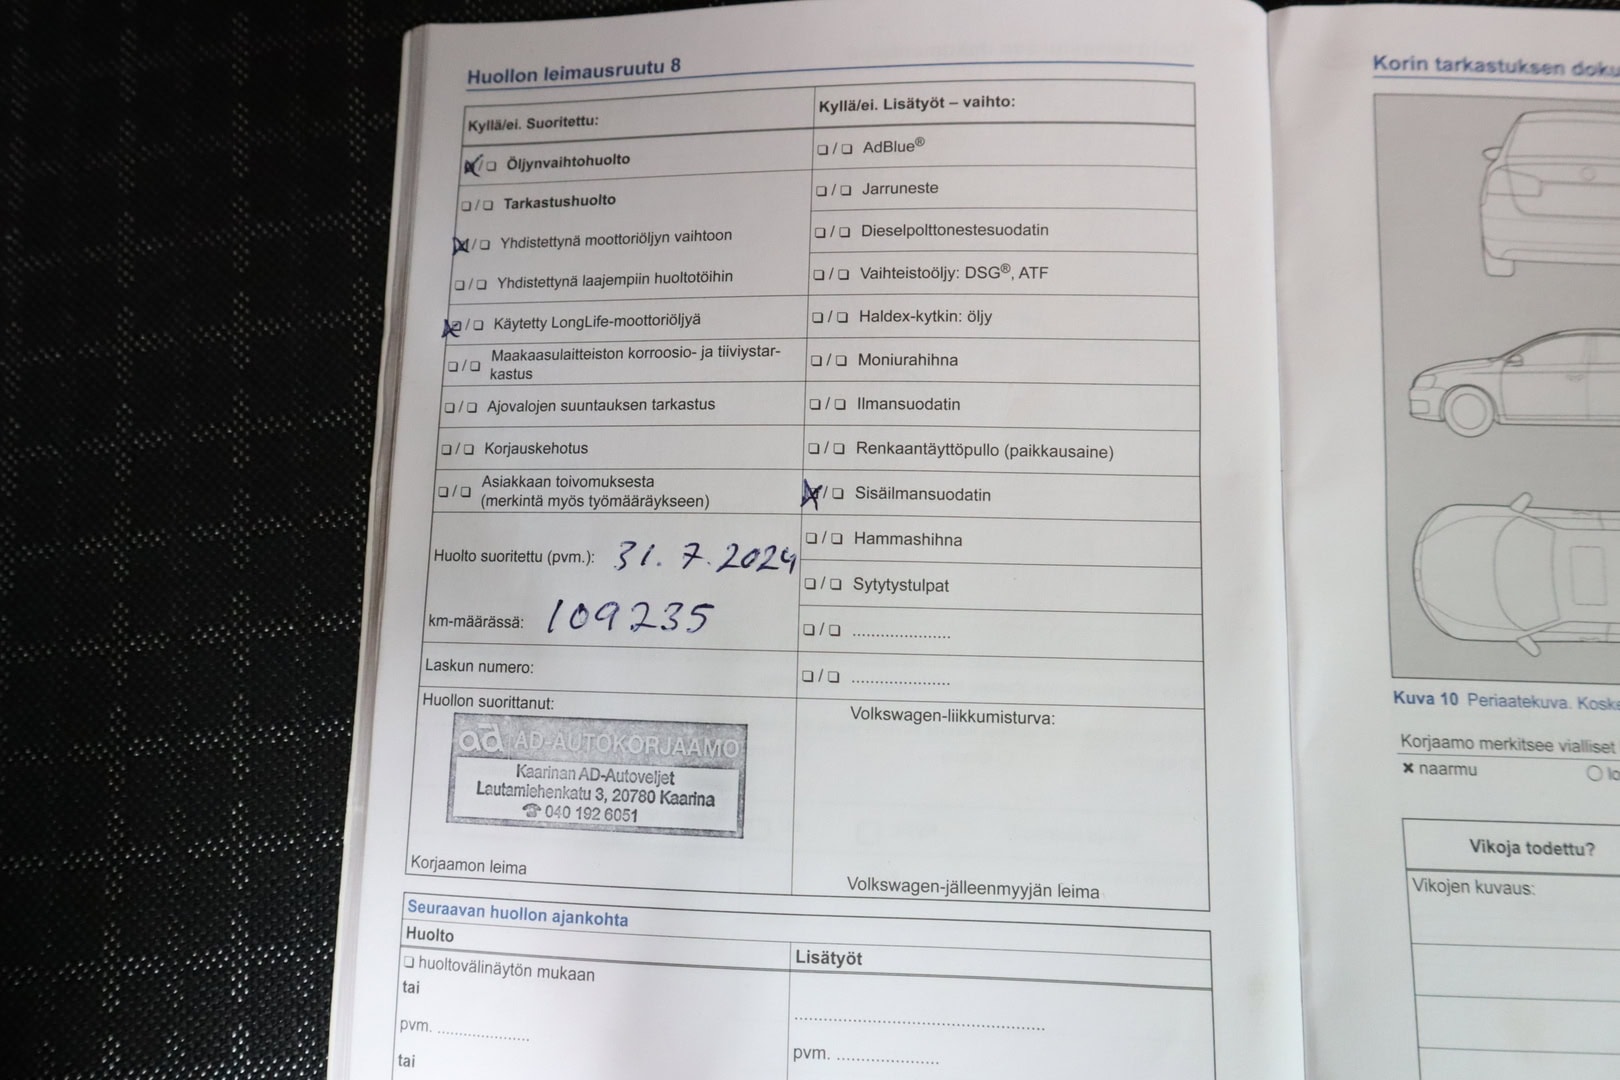 Huollon leimausruutu 8
Kyllä/ei. Suoritettu:
☒/❏ Öljynvaihtohuolto
❏/❏ Tarkastushuolto
☒/❏ Yhdistettynä moottoriöljyn vaihtoon
❏/❏ Yhdistettynä laajempiin huoltotöihin
☒/❏ Käytetty LongLife-moottoriöljyä
❏/❏ Maakaasulaitteiston korroosio- ja tiiviystar-
kastus
❏/❏ Ajovalojen suuntauksen tarkastus
❏/❏ Korjauskehotus
❏/❏ Asiakkaan toivomuksesta
(merkintä myös työmääräykseen)
Huolto suoritettu (pvm.): 31.7.2024
km-määrässä: 109235
Laskun numero:
Huollon suorittanut:
ad AD-AUTOKORJAAMO
Kaarinan AD-Autoveljet
Lautamiehenkatu 3, 20780 Kaarina
☎ 040 192 6051
Korjaamon leima
Kyllä/ei. Lisätyöt – vaihto:
❏/❏ AdBlue®
❏/❏ Jarruneste
❏/❏ Dieselpolttonestesuodatin
❏/❏ Vaihteistoöljy: DSG®, ATF
❏/❏ Haldex-kytkin: öljy
❏/❏ Moniurahihna
❏/❏ Ilmansuodatin
❏/❏ Renkaantäyttöpullo (paikkausaine)
☒/❏ Sisäilmansuodatin
❏/❏ Hammashihna
❏/❏ Sytytystulpat
❏/❏ ......................
❏/❏ ......................
Volkswagen-liikkumisturva:
Volkswagen-jälleenmyyjän leima
Seuraavan huollon ajankohta
Huolto
❏ huoltovälinäytön mukaan
tai
pvm. ....................
tai
Lisätyöt
......................................................
pvm. ......................
Korin tarkastuksen
Kuva 10 Periaatekuva.
Korjaamo merkitsee vialliset
✖ naarmu
Vikoja todettu?
Vikojen kuvaus: